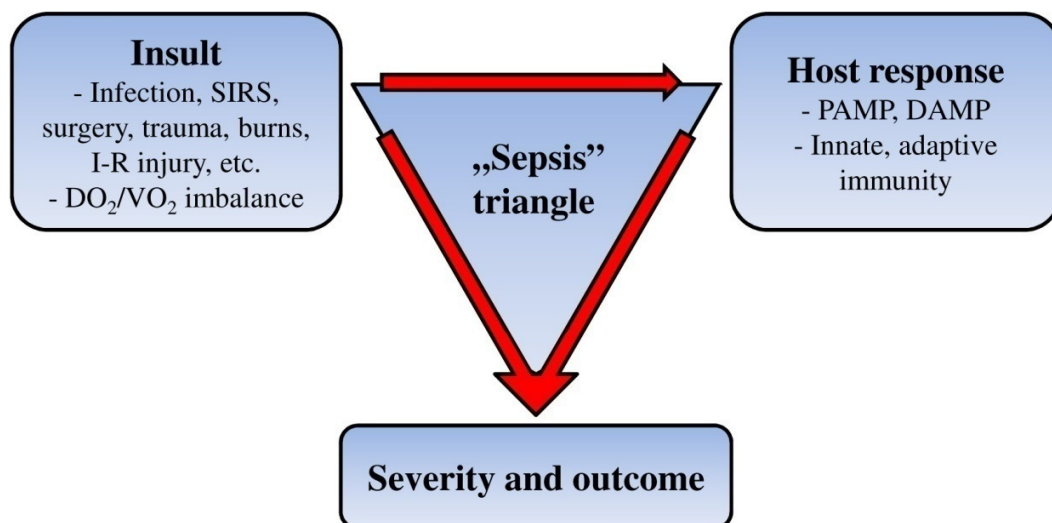 Insult
- Infection, SIRS,
surgery, trauma, burns,
I-R injury, etc.
- DO₂/VO₂ imbalance
Host response
- PAMP, DAMP
- Innate, adaptive
immunity
„Sepsis”
triangle
Severity and outcome